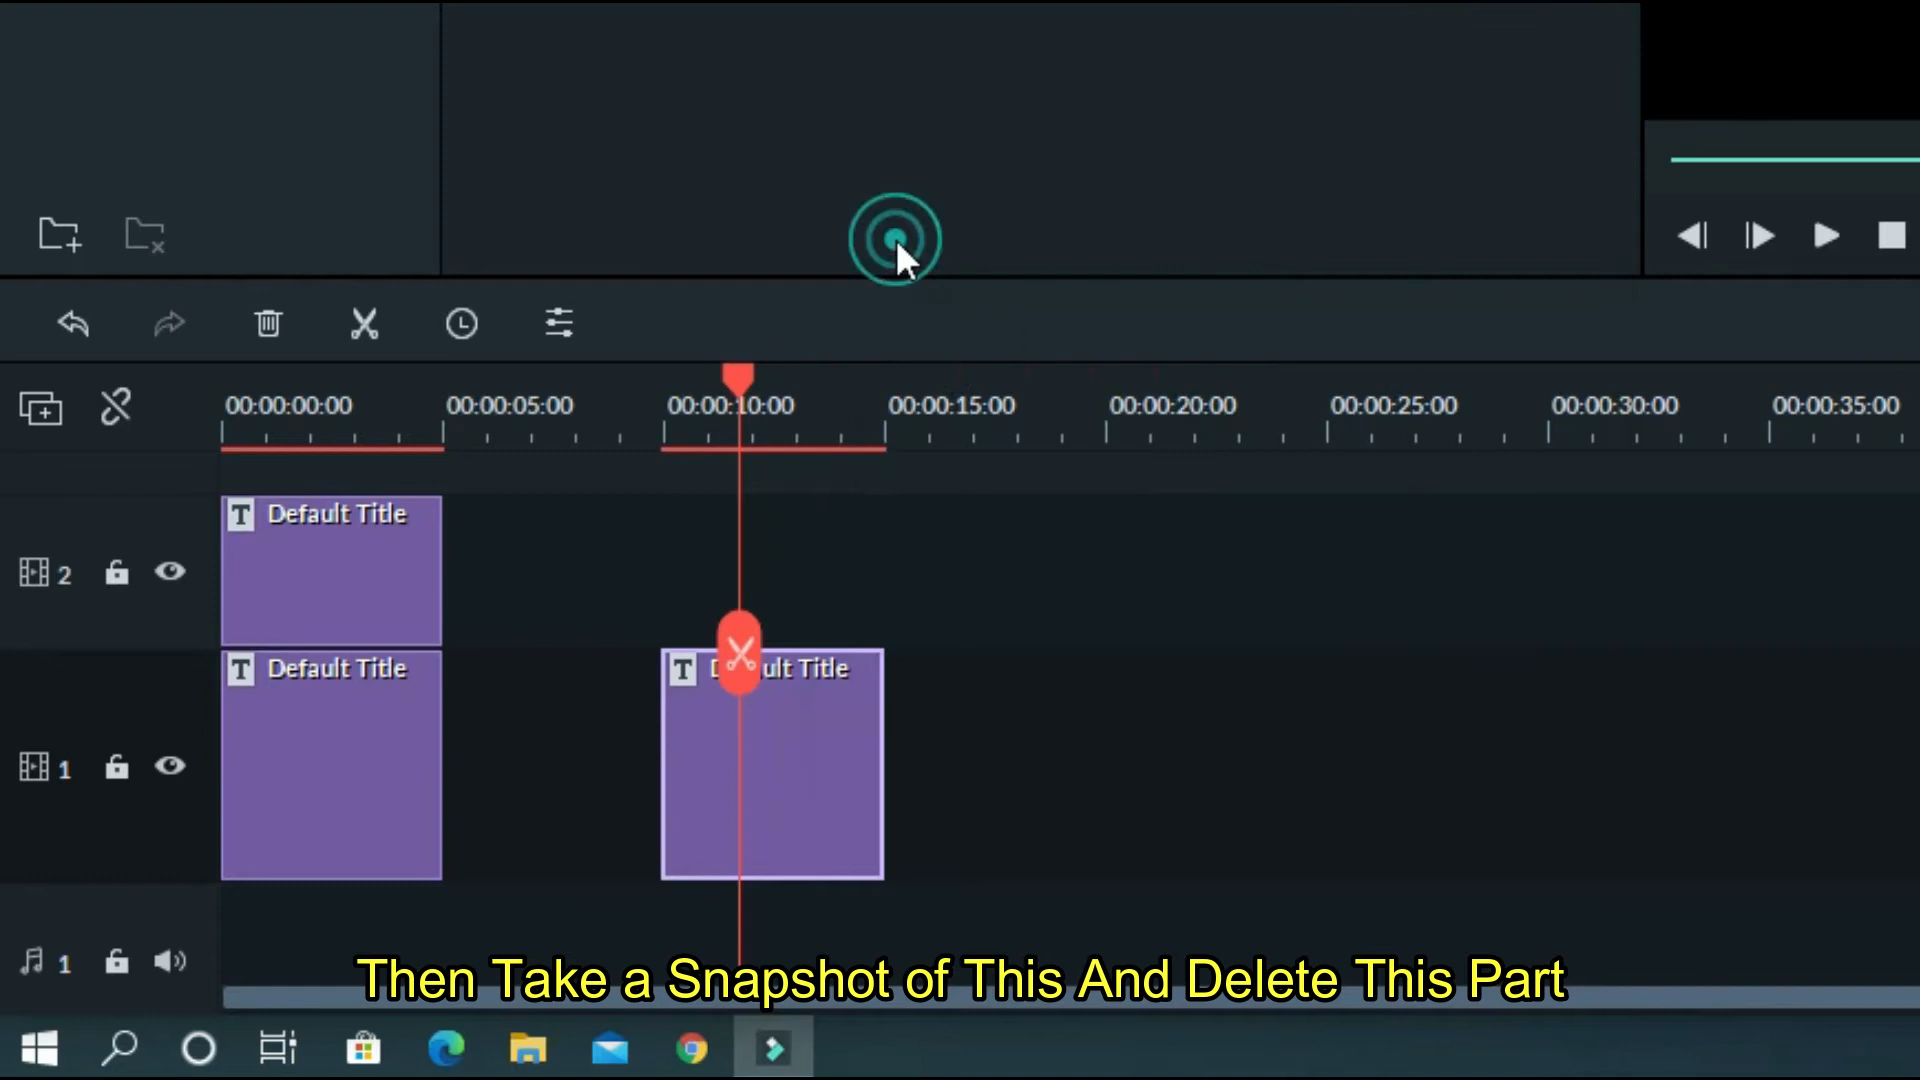 00:00:00:00 00:00:05:00 00:00:10:00 00:00:15:00 00:00:20:00 00:00:25:00 00:00:30:00 00:00:35:00
T Default Title
2
T Default Title T D ult Title
1
1
Then Take a Snapshot of This And Delete This Part